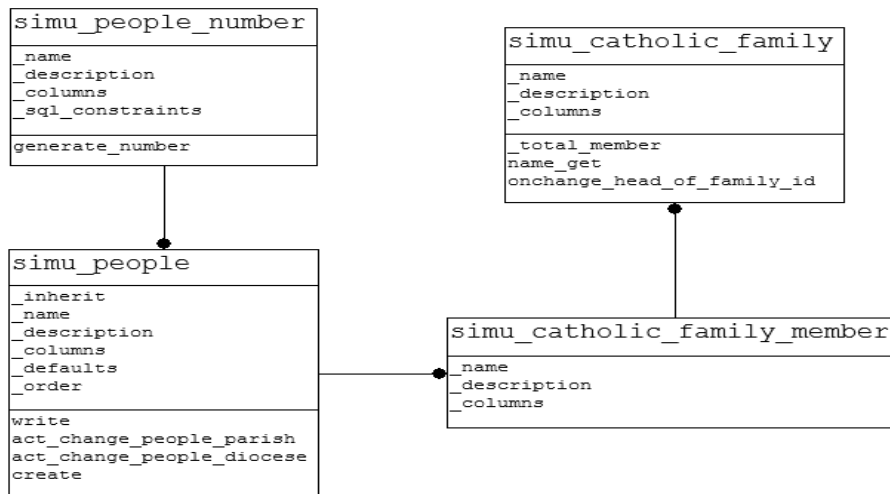 simu_people_number
_name
_description
_columns
_sql_constraints
generate_number
simu_catholic_family
_name
_description
_columns
_total_member
name_get
onchange_head_of_family_id
simu_people
_inherit
_name
_description
_columns
_defaults
_order
write
act_change_people_parish
act_change_people_diocese
create
simu_catholic_family_member
_name
_description
_columns